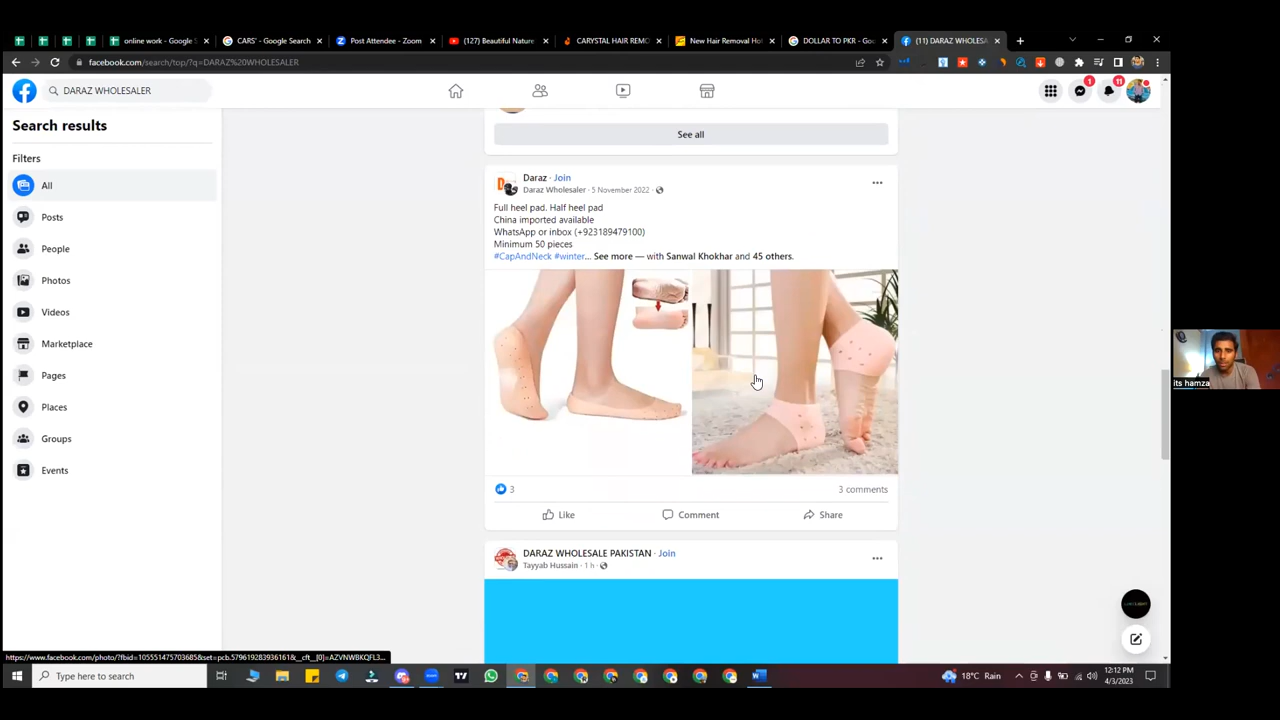 online work - Google S
CARS' - Google Search
Post Attendee - Zoom
(127) Beautiful Nature
CARYSTAL HAIR REM
New Hair Removal Hot
DOLLAR TO PKR - Goo
(11) DARAZ WHOLESA
facebook.com/search/top/?q=DARAZ%20WHOLESALER
DARAZ WHOLESALER
1
11
Search results
Filters
All
Posts
People
Photos
Videos
Marketplace
Pages
Places
Groups
Events
See all
Daraz · Join
Daraz Wholesaler · 5 November 2022 ·
Full heel pad. Half heel pad
China imported available
WhatsApp or inbox (+923189479100)
Minimum 50 pieces
#CapAndNeck #winter... See more — with Sanwal Khokhar and 45 others.
3
3 comments
Like
Comment
Share
DARAZ WHOLESALE PAKISTAN · Join
Tayyab Hussain · 1 h ·
its hamza
Type here to search
18°C Rain
12:12 PM
4/3/2023